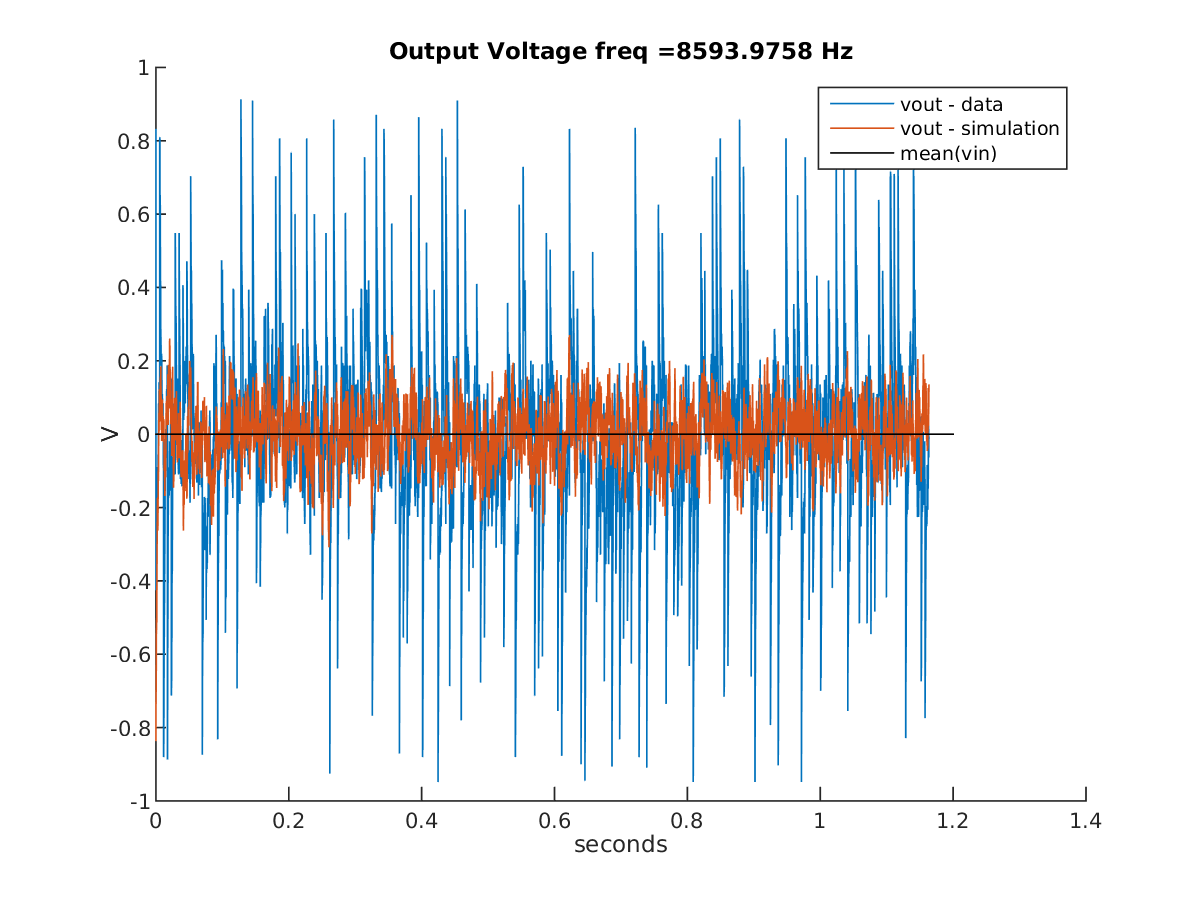 Output Voltage freq =8593.9758 Hz
vout - data
vout - simulation
mean(vin)
V
1
0.8
0.6
0.4
0.2
0
-0.2
-0.4
-0.6
-0.8
-1
0 0.2 0.4 0.6 0.8 1 1.2 1.4
seconds